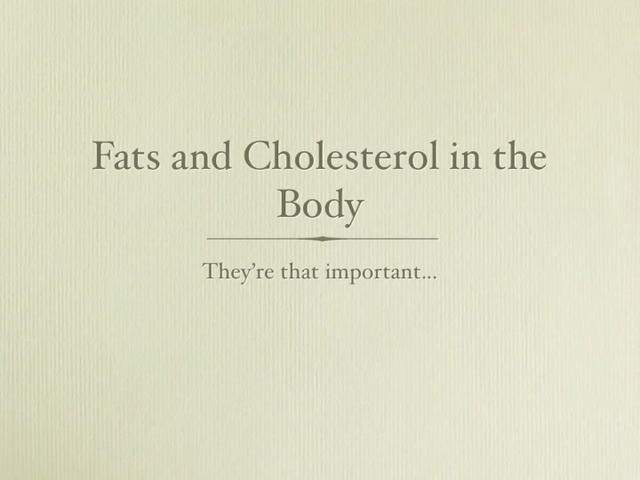 Fats and Cholesterol in the
Body
They’re that important...